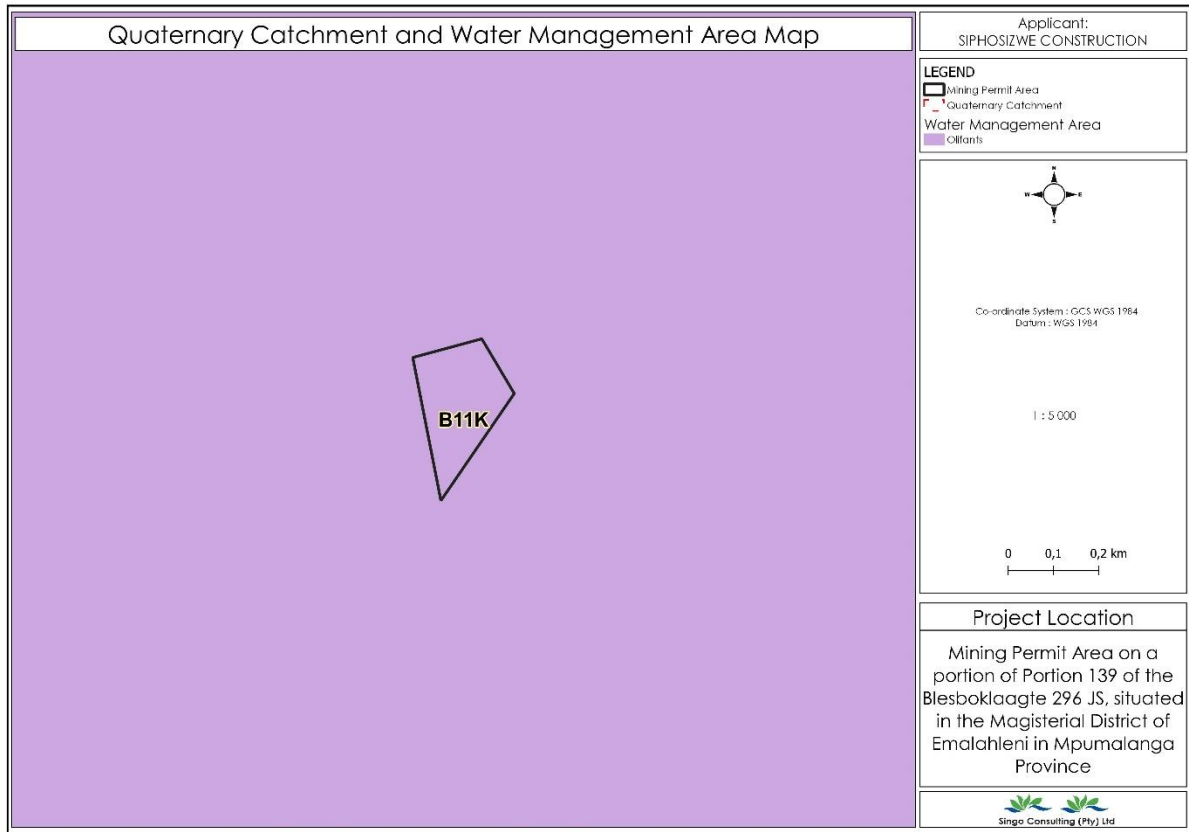 Quaternary Catchment and Water Management Area Map
B11K
Applicant:
SIPHOSIZWE CONSTRUCTION
LEGEND
Mining Permit Area
Quaternary Catchment
Water Management Area
Olifants
N
W
E
S
Co-ordinate System : GCS WGS 1984
Datum : WGS 1984
1 : 5 000
0 0,1 0,2 km
Project Location
Mining Permit Area on a
portion of Portion 139 of the
Blesboklaagte 296 JS, situated
in the Magisterial District of
Emalahleni in Mpumalanga
Province
Singo Consulting (Pty) Ltd